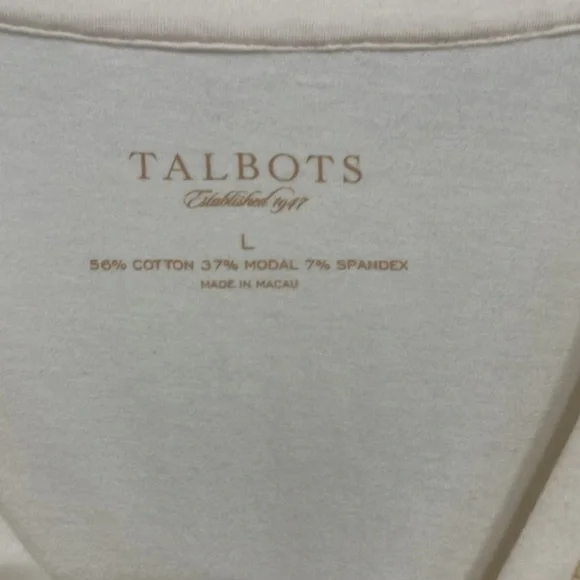 TALBOTS
Established 1947
L
56% COTTON 37% MODAL 7% SPANDEX
MADE IN MACAU